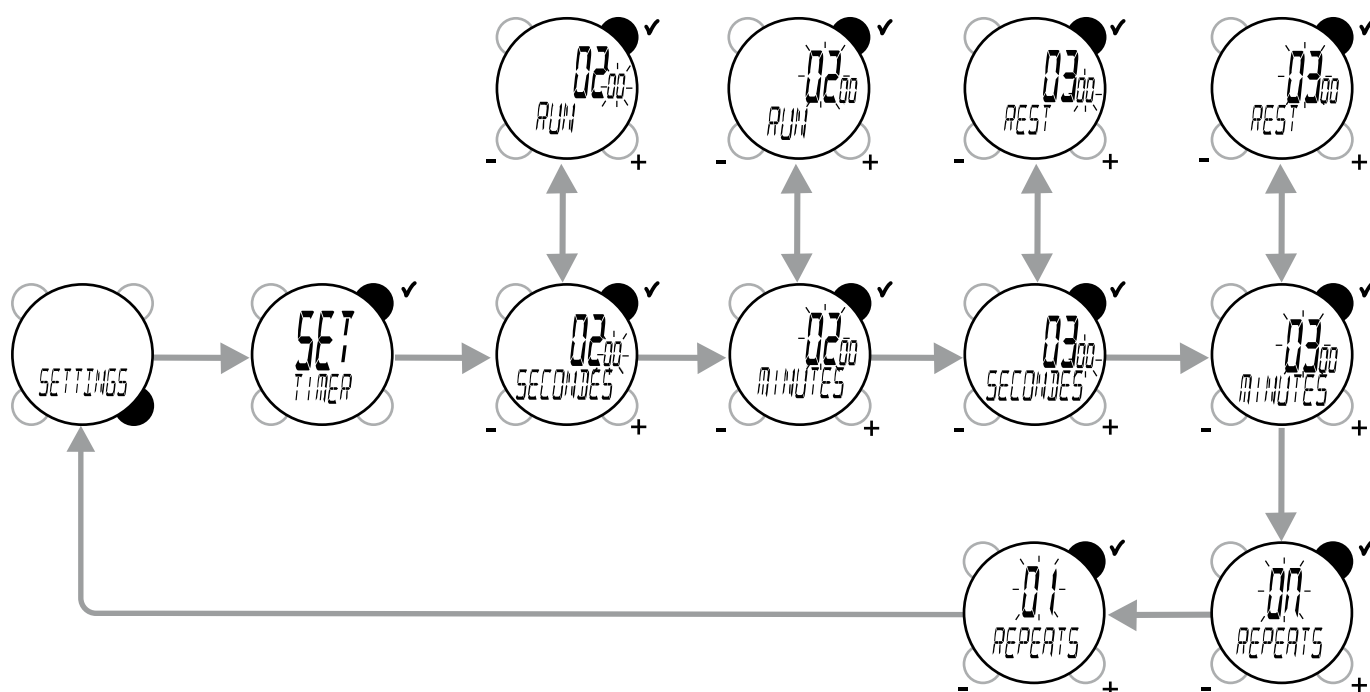 ✓ ✓ ✓ ✓
02 00 02 00 03 00 03 00
RUN RUN REST REST
- + - + - + - +
✓ ✓ ✓ ✓ ✓
SET 02 00 02 00 03 00 03 00
SETTINGS TIMER SECONDES MINUTES SECONDES MINUTES
- + - + - + - +
✓ ✓
01 ON
REPEATS REPEATS
- + - +